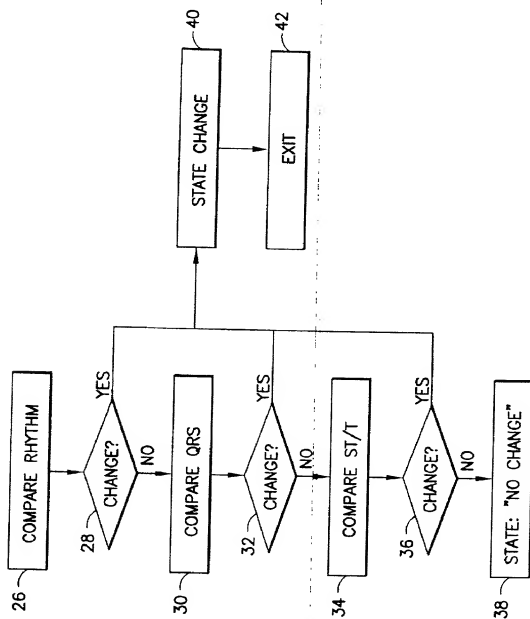 26
COMPARE RHYTHM
28
CHANGE?
YES
NO
30
COMPARE QRS
32
CHANGE?
YES
NO
34
COMPARE ST/T
36
CHANGE?
YES
NO
38
STATE: "NO CHANGE"
STATE CHANGE
40
EXIT
42